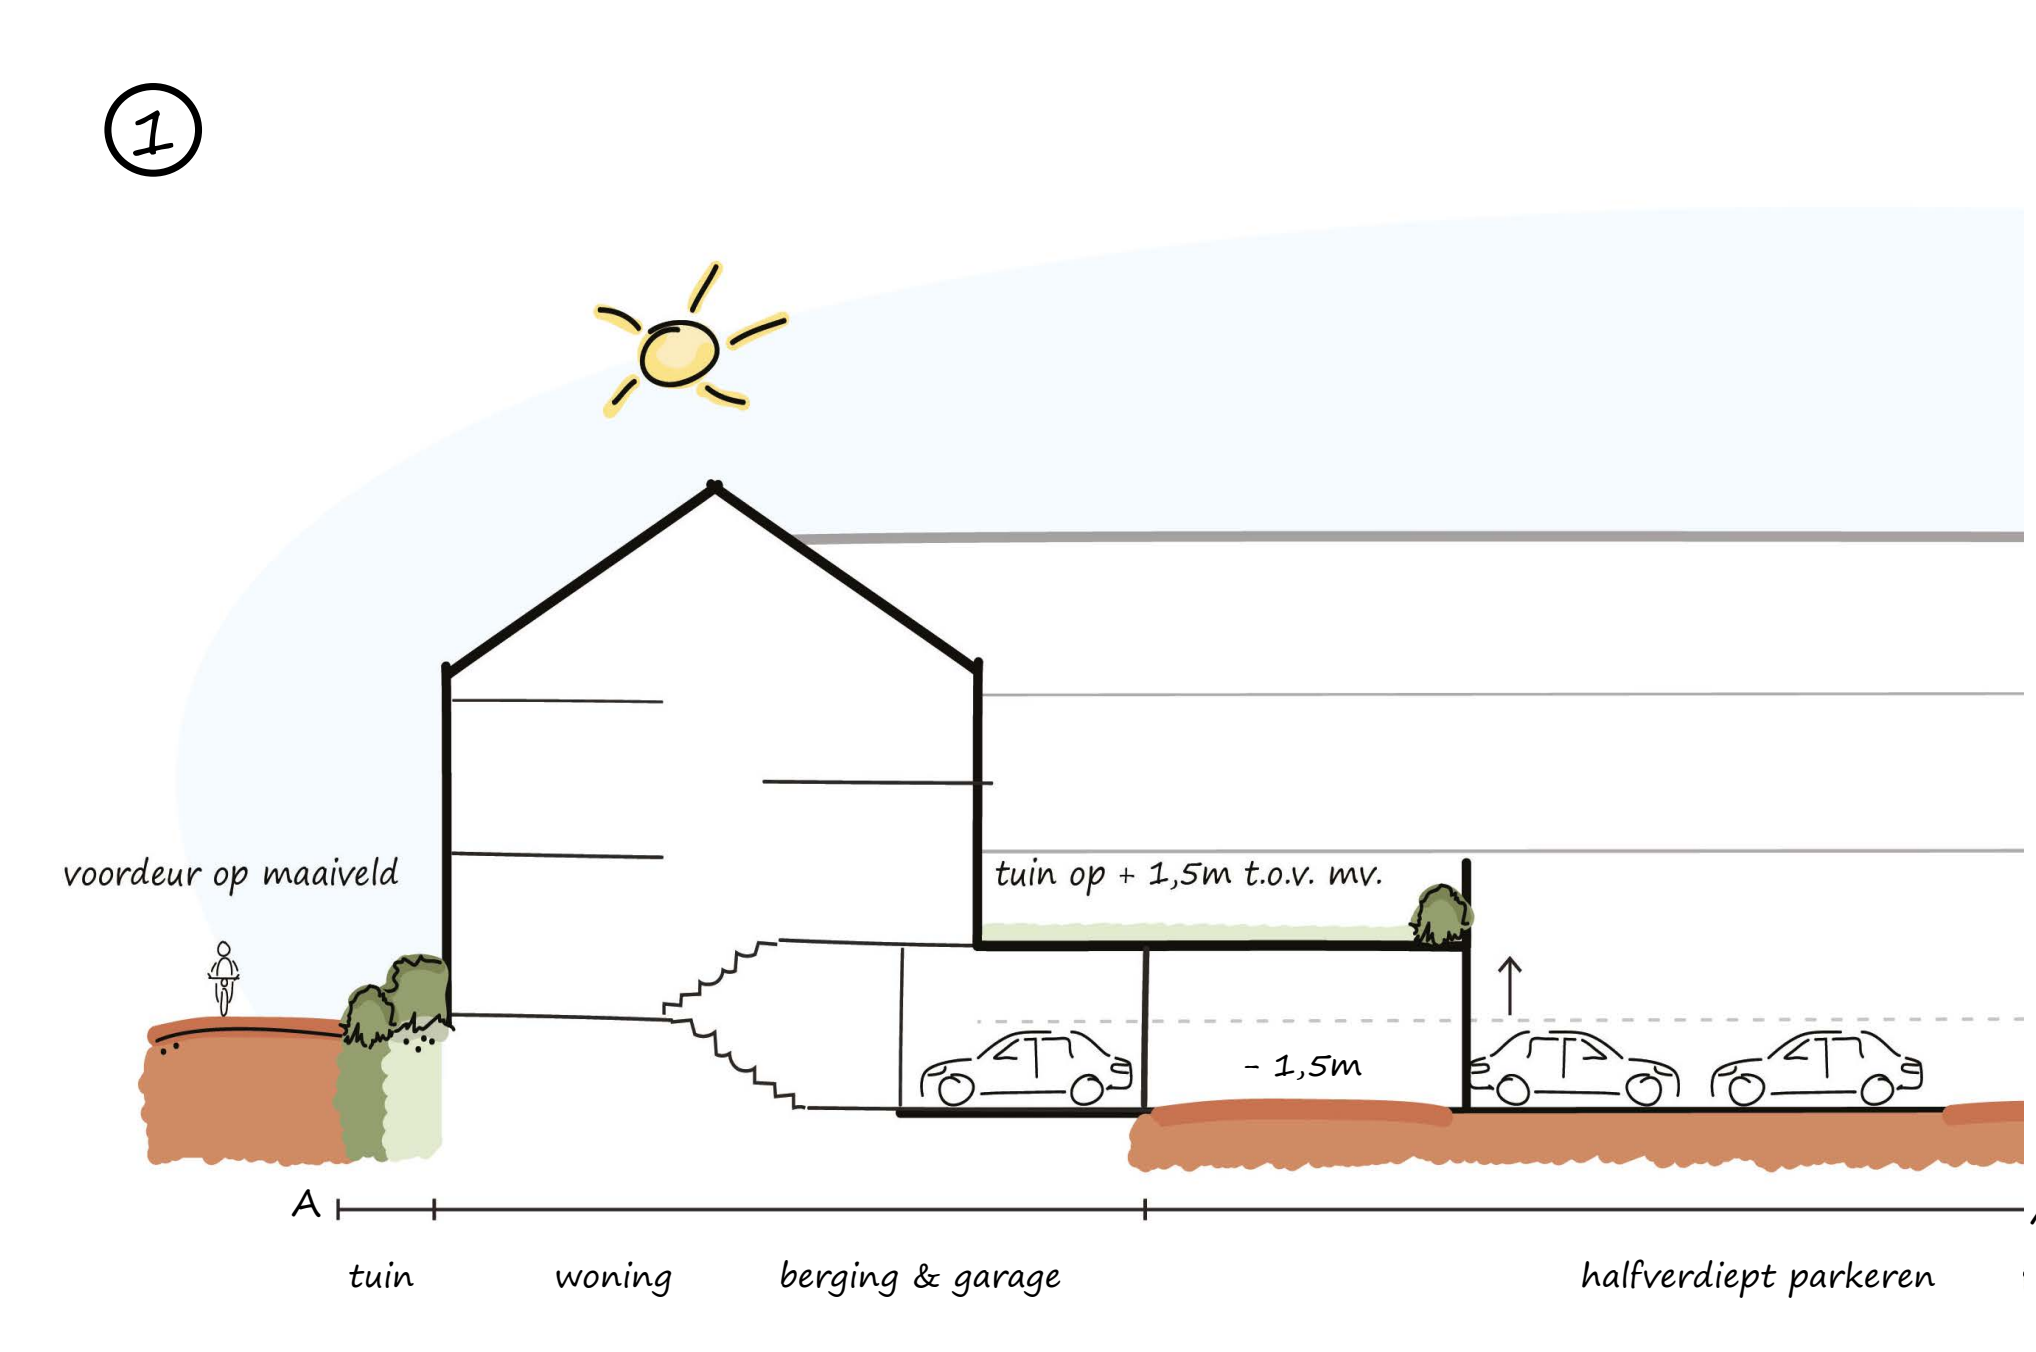 1
voordeur op maaiveld
tuin op + 1,5m t.o.v. mv.
- 1,5m
A
tuin
woning
berging & garage
halfverdiept parkeren